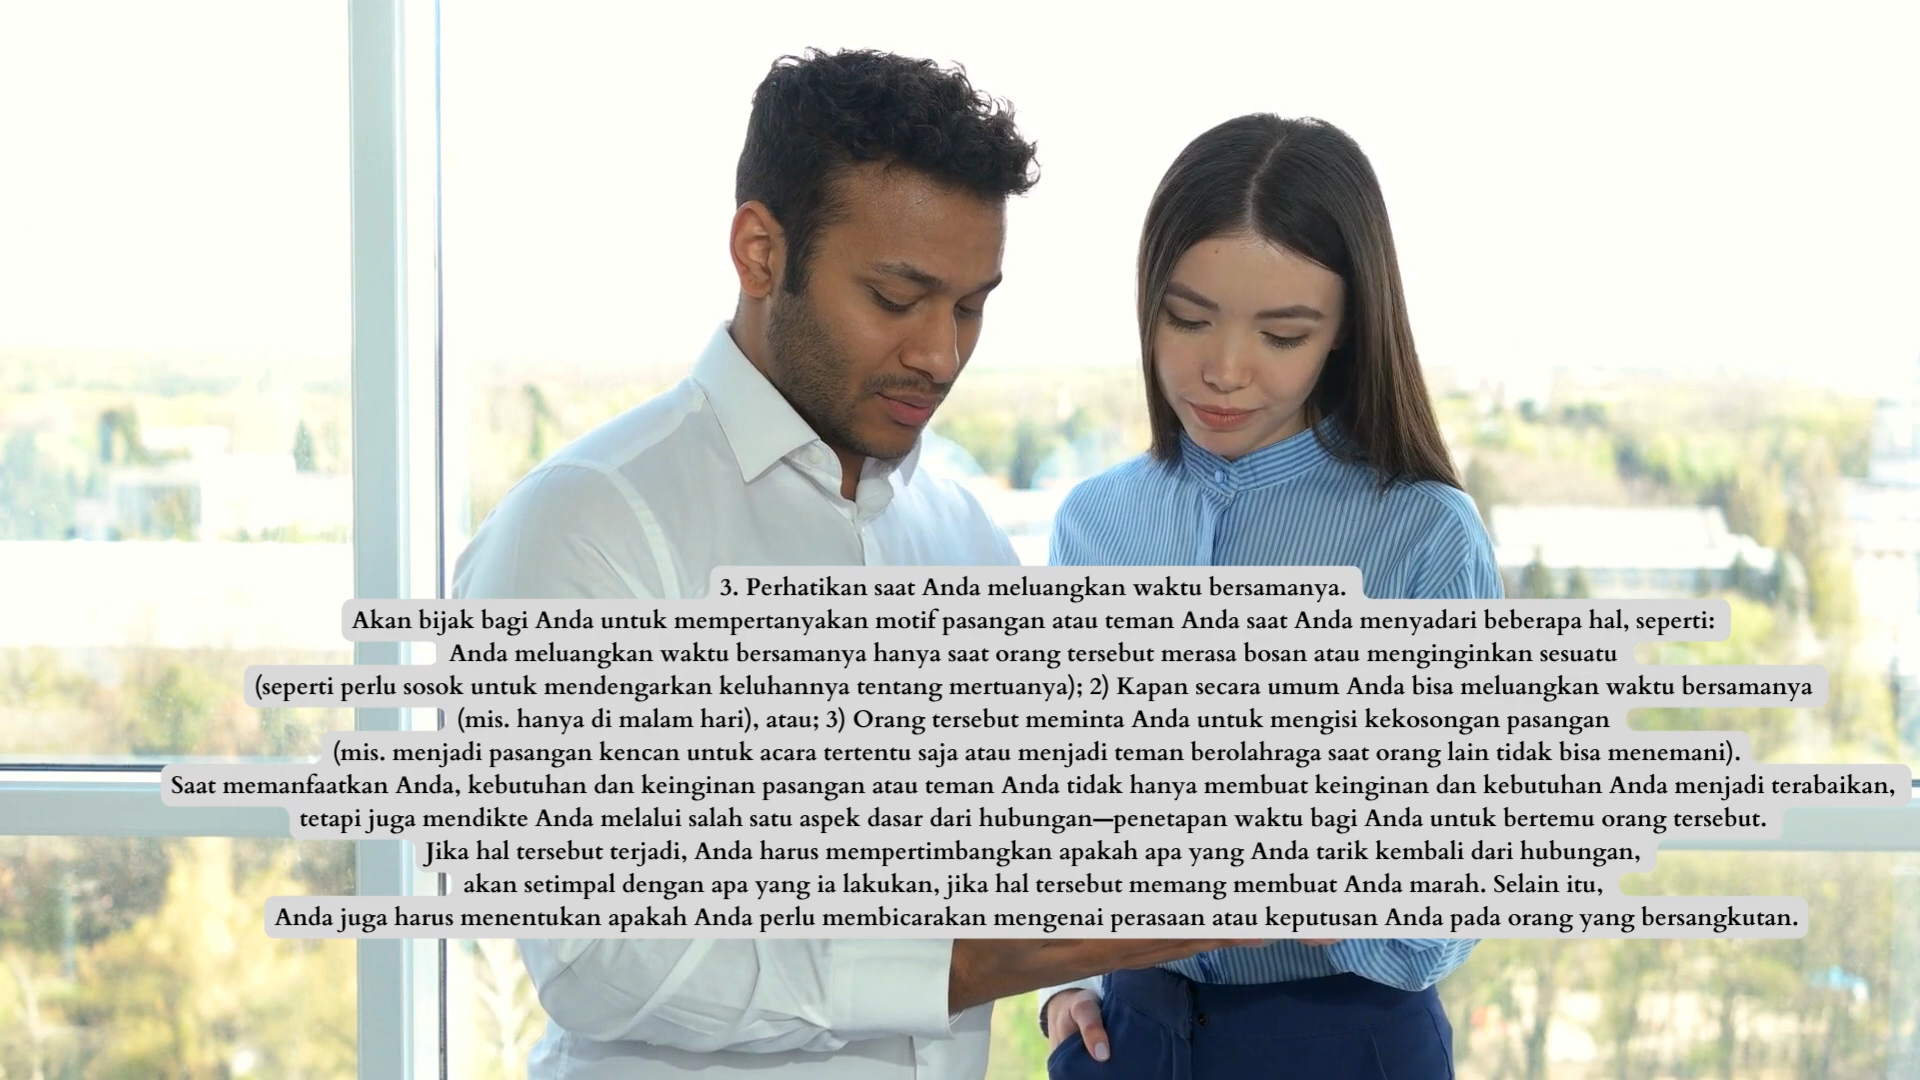 3. Perhatikan saat Anda meluangkan waktu bersamanya.
Akan bijak bagi Anda untuk mempertanyakan motif pasangan atau teman Anda saat Anda menyadari beberapa hal, seperti:
Anda meluangkan waktu bersamanya hanya saat orang tersebut merasa bosan atau menginginkan sesuatu
(seperti perlu sosok untuk mendengarkan keluhannya tentang mertuanya); 2) Kapan secara umum Anda bisa meluangkan waktu bersamanya
(mis. hanya di malam hari), atau; 3) Orang tersebut meminta Anda untuk mengisi kekosongan pasangan
(mis. menjadi pasangan kencan untuk acara tertentu saja atau menjadi teman berolahraga saat orang lain tidak bisa menemani).
Saat memanfaatkan Anda, kebutuhan dan keinginan pasangan atau teman Anda tidak hanya membuat keinginan dan kebutuhan Anda menjadi terabaikan,
tetapi juga mendikte Anda melalui salah satu aspek dasar dari hubungan—penetapan waktu bagi Anda untuk bertemu orang tersebut.
Jika hal tersebut terjadi, Anda harus mempertimbangkan apakah apa yang Anda tarik kembali dari hubungan,
akan setimpal dengan apa yang ia lakukan, jika hal tersebut memang membuat Anda marah. Selain itu,
Anda juga harus menentukan apakah Anda perlu membicarakan mengenai perasaan atau keputusan Anda pada orang yang bersangkutan.